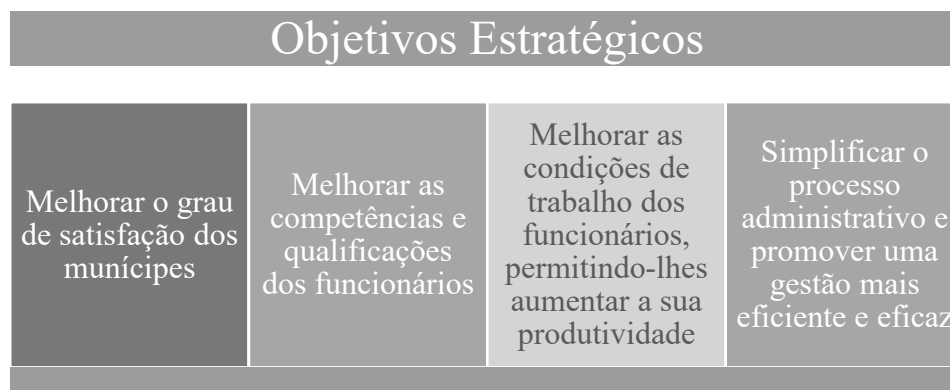 Objetivos Estratégicos
Melhorar o grau
de satisfação dos
munícipes
Melhorar as
competências e
qualificações
dos funcionários
Melhorar as
condições de
trabalho dos
funcionários,
permitindo-lhes
aumentar a sua
produtividade
Simplificar o
processo
administrativo e
promover uma
gestão mais
eficiente e eficaz